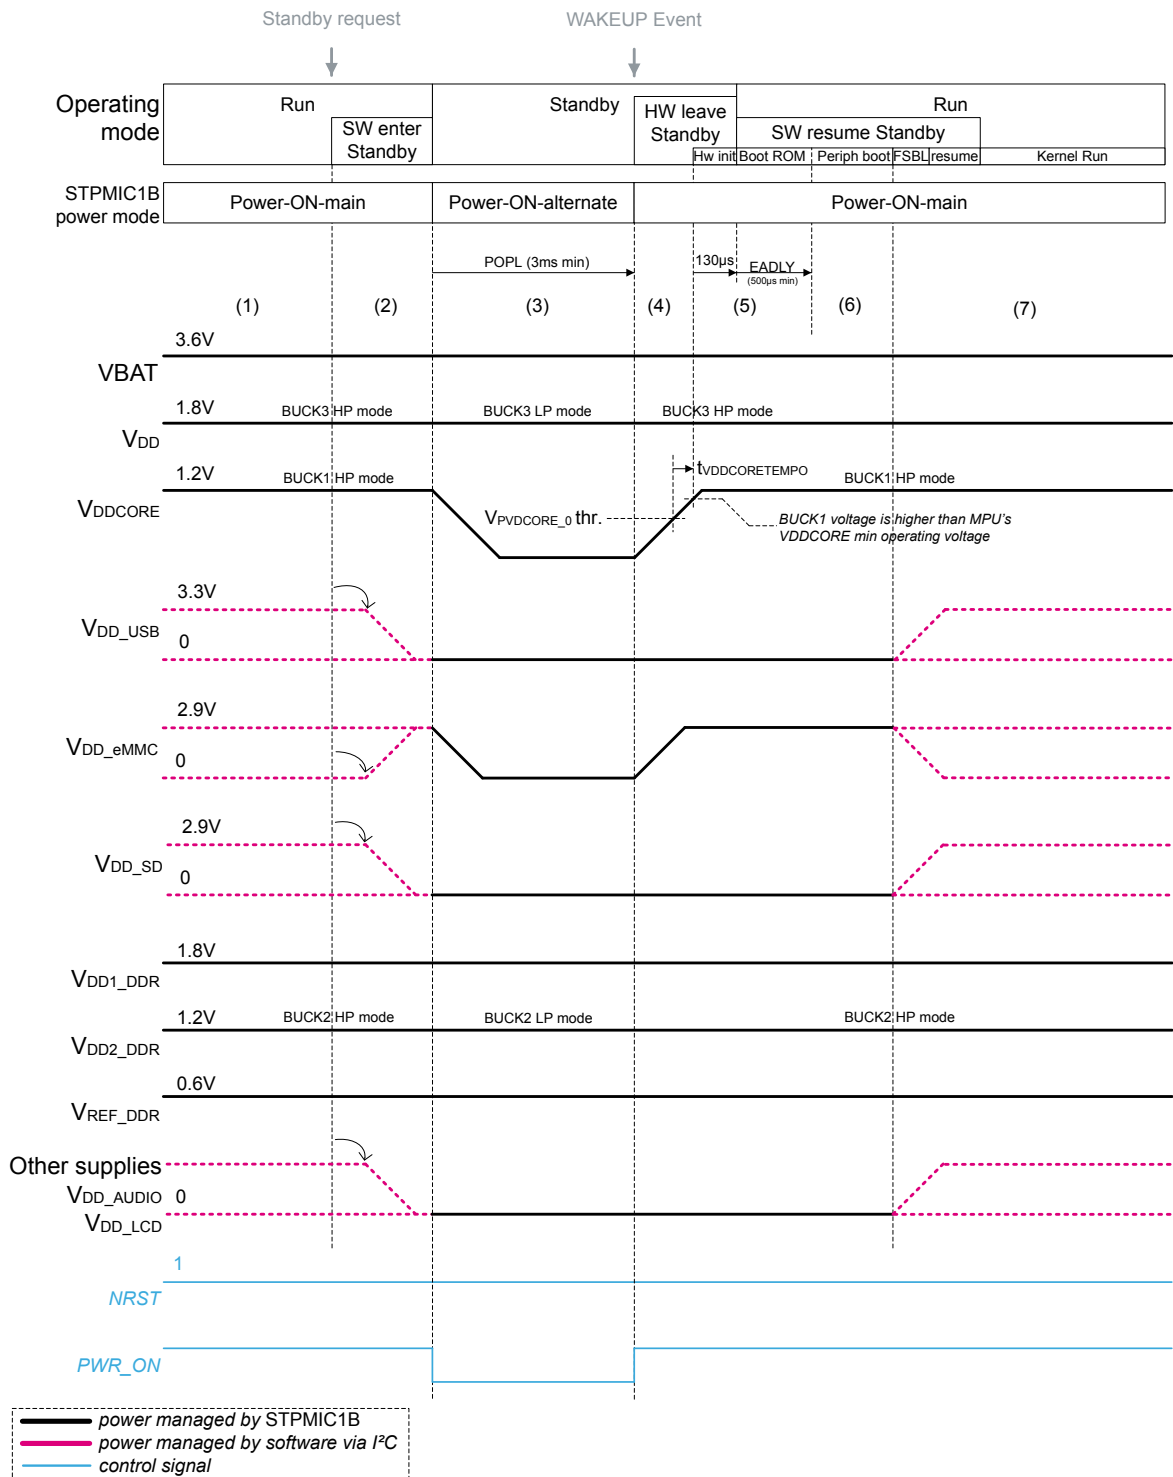 Standby request
WAKEUP Event
Operating mode
Run
Standby
Run
SW enter Standby
HW leave Standby
SW resume Standby
Hw init
Boot ROM
Periph boot
FSBL
resume
Kernel Run
STPMIC1B power mode
Power-ON-main
Power-ON-alternate
Power-ON-main
POPL (3ms min)
130µs
EADLY
(500µs min)
(1)
(2)
(3)
(4)
(5)
(6)
(7)
3.6V
VBAT
1.8V
BUCK3 HP mode
BUCK3 LP mode
BUCK3 HP mode
VDD
1.2V
BUCK1 HP mode
tVDDCORETEMPO
BUCK1 HP mode
VDDCORE
VPVDCORE_0 thr.
BUCK1 voltage is higher than MPU's
VDDCORE min operating voltage
3.3V
VDD_USB
0
2.9V
VDD_eMMC
0
2.9V
VDD_SD
0
1.8V
VDD1_DDR
1.2V
BUCK2 HP mode
BUCK2 LP mode
BUCK2 HP mode
VDD2_DDR
0.6V
VREF_DDR
Other supplies
VDD_AUDIO
0
VDD_LCD
1
NRST
PWR_ON
power managed by STPMIC1B
power managed by software via I²C
control signal